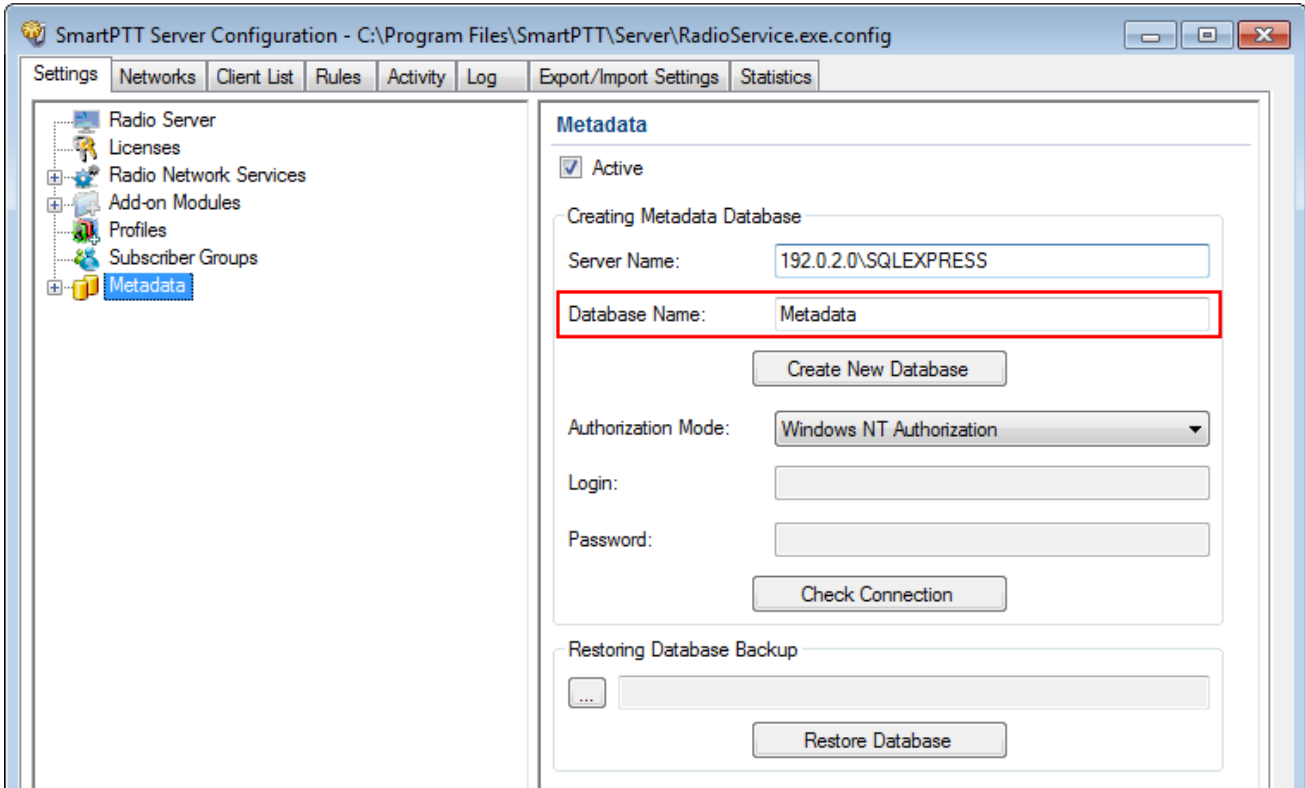 SmartPTT Server Configuration - C:\Program Files\SmartPTT\Server\RadioService.exe.config
Settings Networks Client List Rules Activity Log Export/Import Settings Statistics
Radio Server
Licenses
Radio Network Services
Add-on Modules
Profiles
Subscriber Groups
Metadata
Metadata
Active
Creating Metadata Database
Server Name: 192.0.2.0\SQLEXPRESS
Database Name: Metadata
Create New Database
Authorization Mode: Windows NT Authorization
Login:
Password:
Check Connection
Restoring Database Backup
...
Restore Database